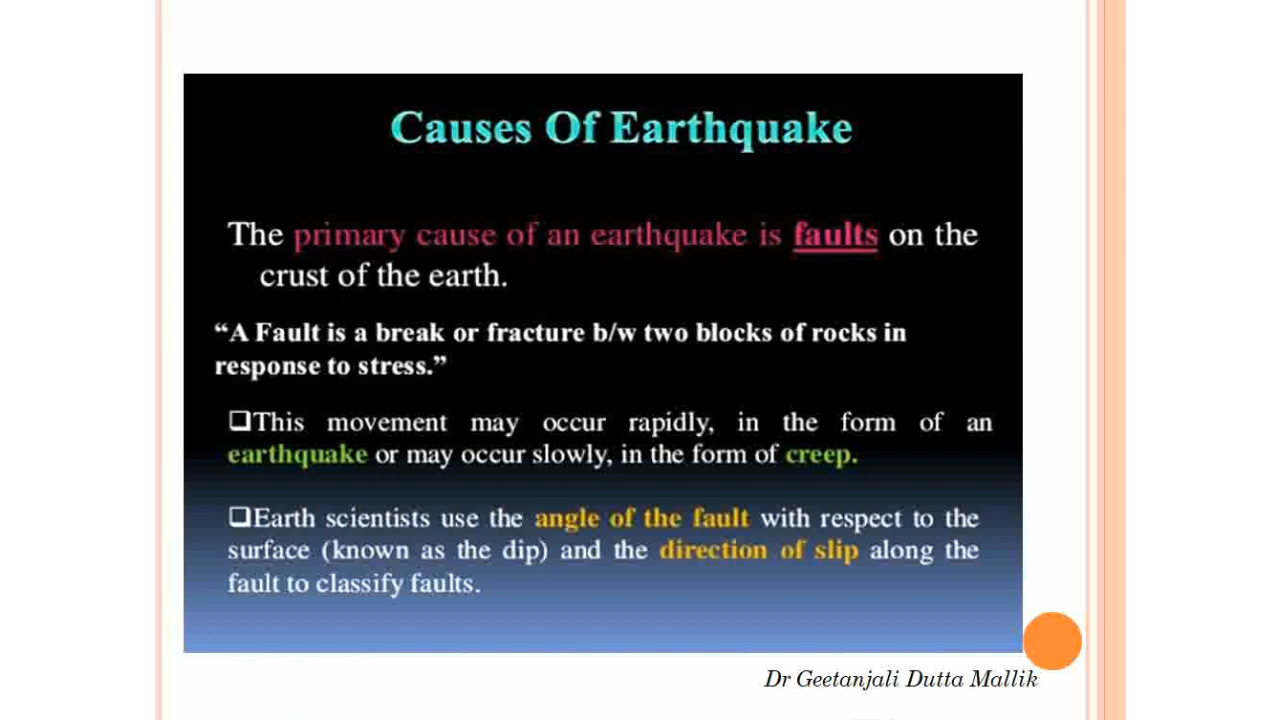 Causes Of Earthquake
The primary cause of an earthquake is faults on the
crust of the earth.
“A Fault is a break or fracture b/w two blocks of rocks in
response to stress.”
❑This movement may occur rapidly, in the form of an
earthquake or may occur slowly, in the form of creep.
❑Earth scientists use the angle of the fault with respect to the
surface (known as the dip) and the direction of slip along the
fault to classify faults.
Dr Geetanjali Dutta Mallik